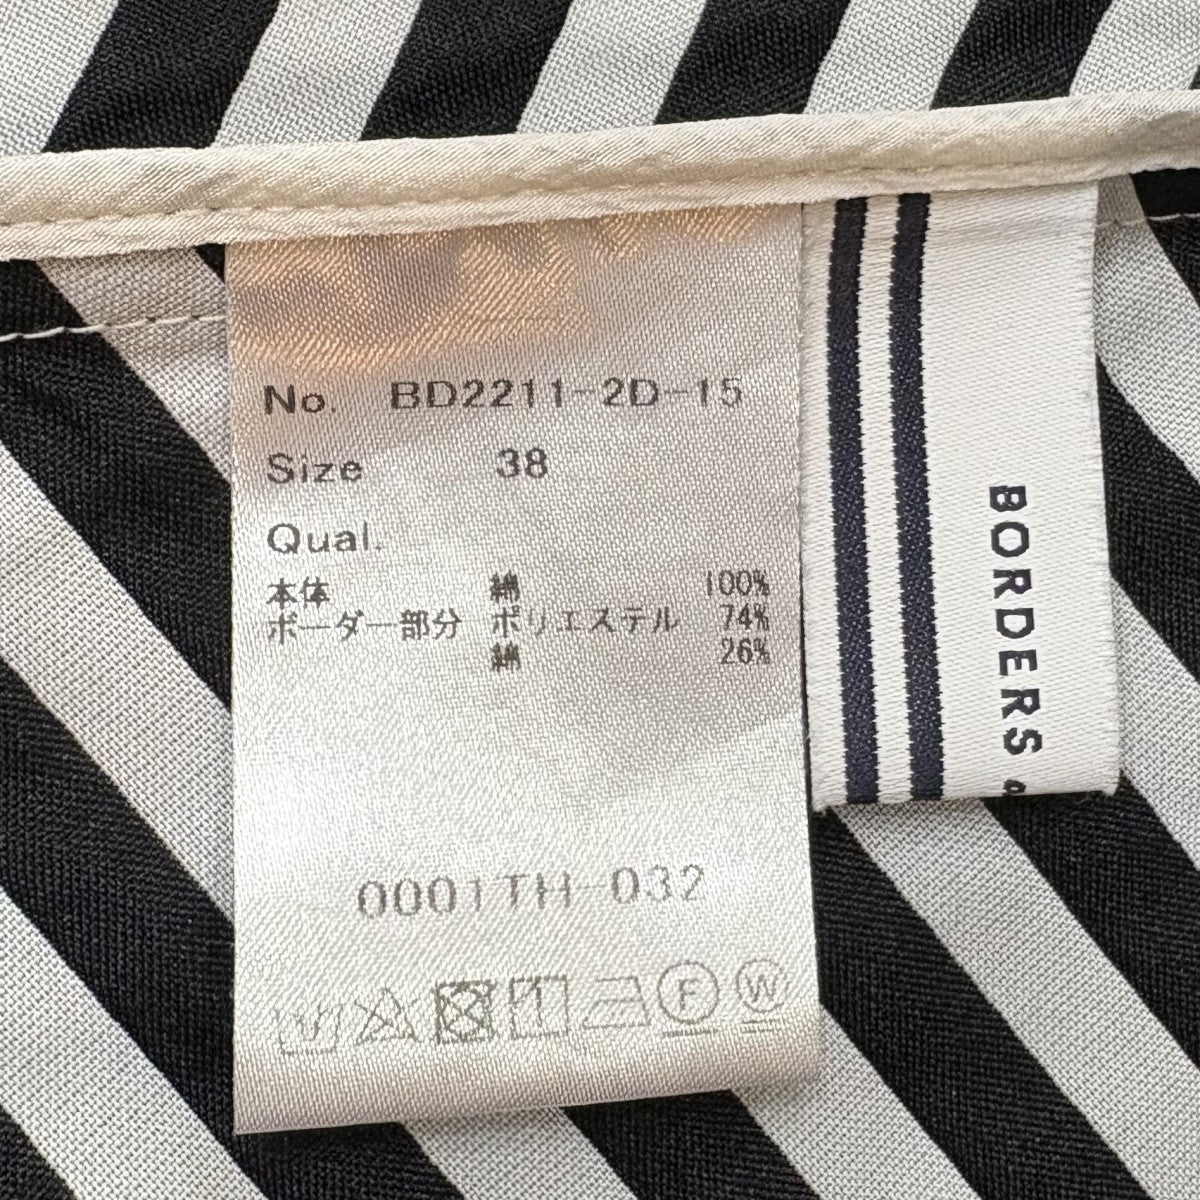 No. BD2211-2D-15
Size 38
Qual.
本体 綿 100%
ボーダー部分 ポリエステル 74%
綿 26%
0001TH-032
F W
BORDERS